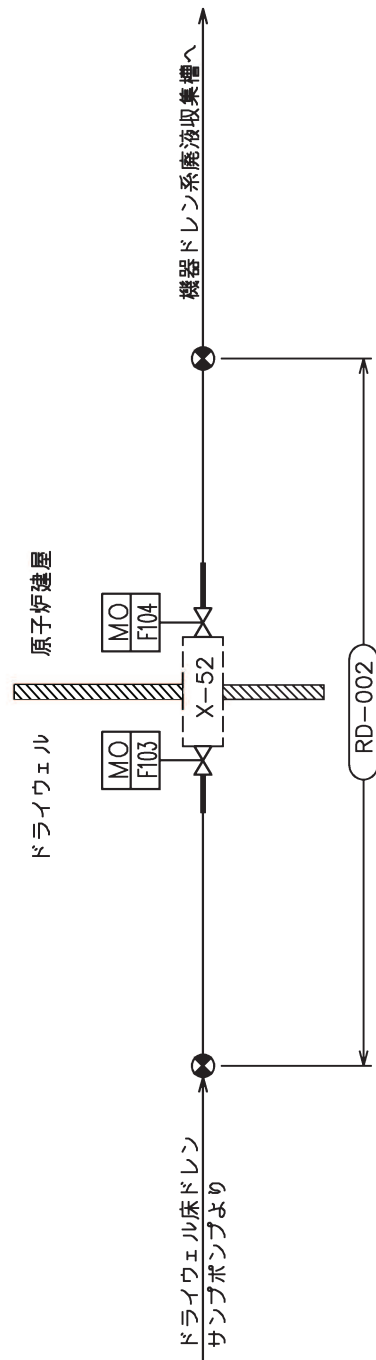 ドライウェル
原子炉建屋
MO
F103
MO
F104
X-52
ドライウェル床ドレン
サンプポンプより
機器ドレン系廃液収集槽へ
RD-002